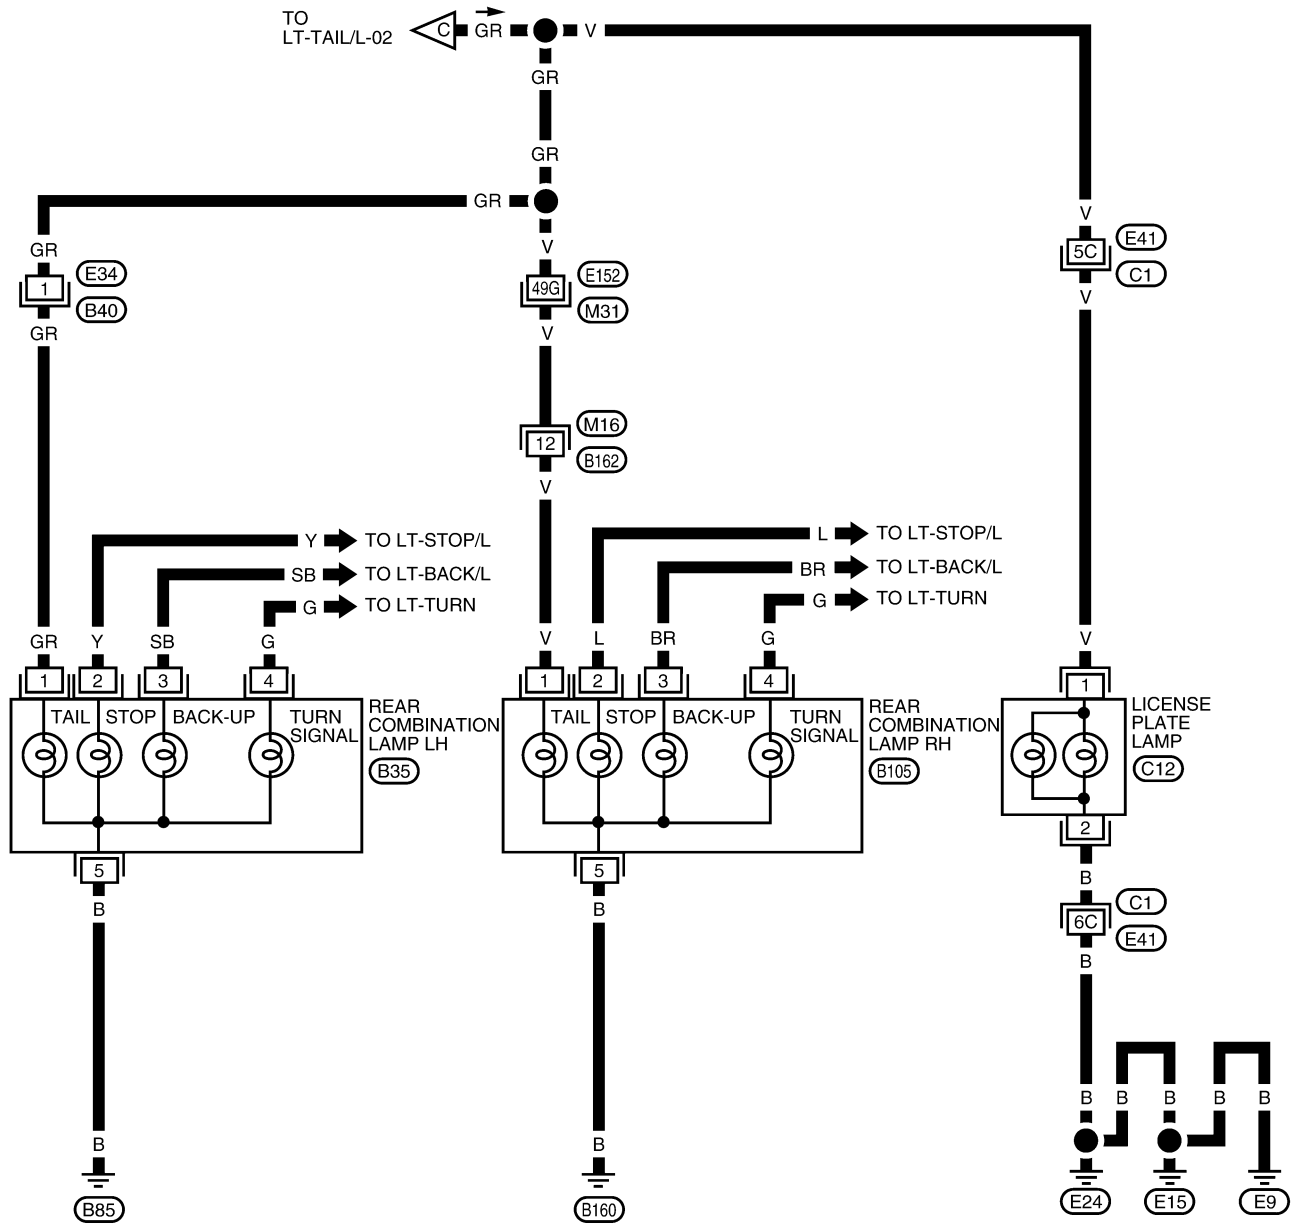 TO
LT-TAIL/L-02
C
GR
V
GR
GR
GR
V
GR
V
1
E34
B40
49G
E152
M31
5C
E41
C1
GR
V
V
12
M16
B162
V
Y
TO LT-STOP/L
SB
TO LT-BACK/L
G
TO LT-TURN
L
TO LT-STOP/L
BR
TO LT-BACK/L
G
TO LT-TURN
GR
Y
SB
G
V
L
BR
G
V
1
2
3
4
1
2
3
4
1
TAIL
STOP
BACK-UP
TURN
SIGNAL
REAR
COMBINATION
LAMP LH
B35
TAIL
STOP
BACK-UP
TURN
SIGNAL
REAR
COMBINATION
LAMP RH
B105
LICENSE
PLATE
LAMP
C12
5
5
2
B
B
B
6C
C1
E41
B
B
B
B
B
B
B
B
B85
B160
E24
E15
E9